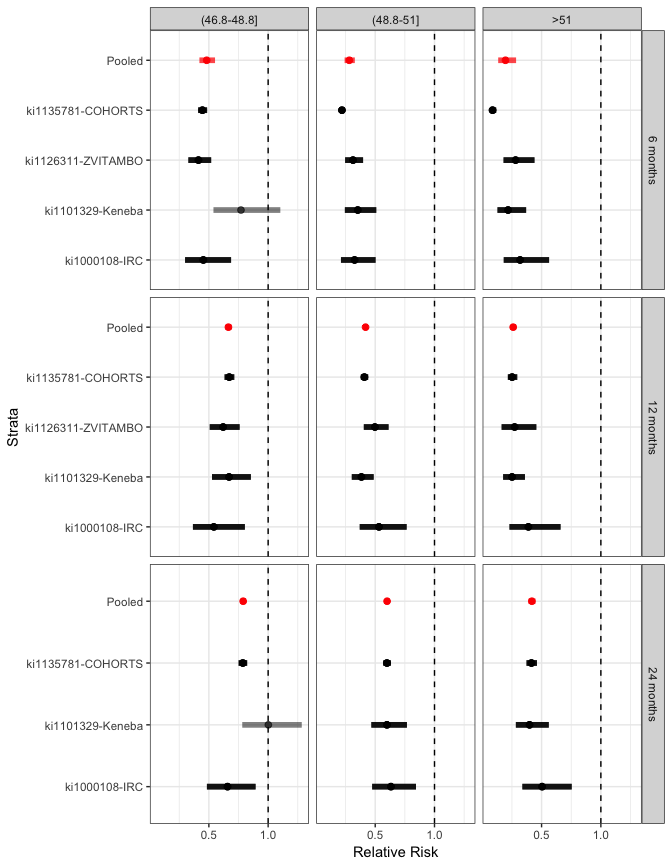 (46.8-48.8] (48.8-51] >51
Pooled
ki1135781-COHORTS
ki1126311-ZVITAMBO
ki1101329-Keneba
ki1000108-IRC
6 months
Pooled
ki1135781-COHORTS
ki1126311-ZVITAMBO
ki1101329-Keneba
ki1000108-IRC
12 months
Pooled
ki1135781-COHORTS
ki1101329-Keneba
ki1000108-IRC
24 months
Strata
0.5 1.0 0.5 1.0 0.5 1.0
Relative Risk